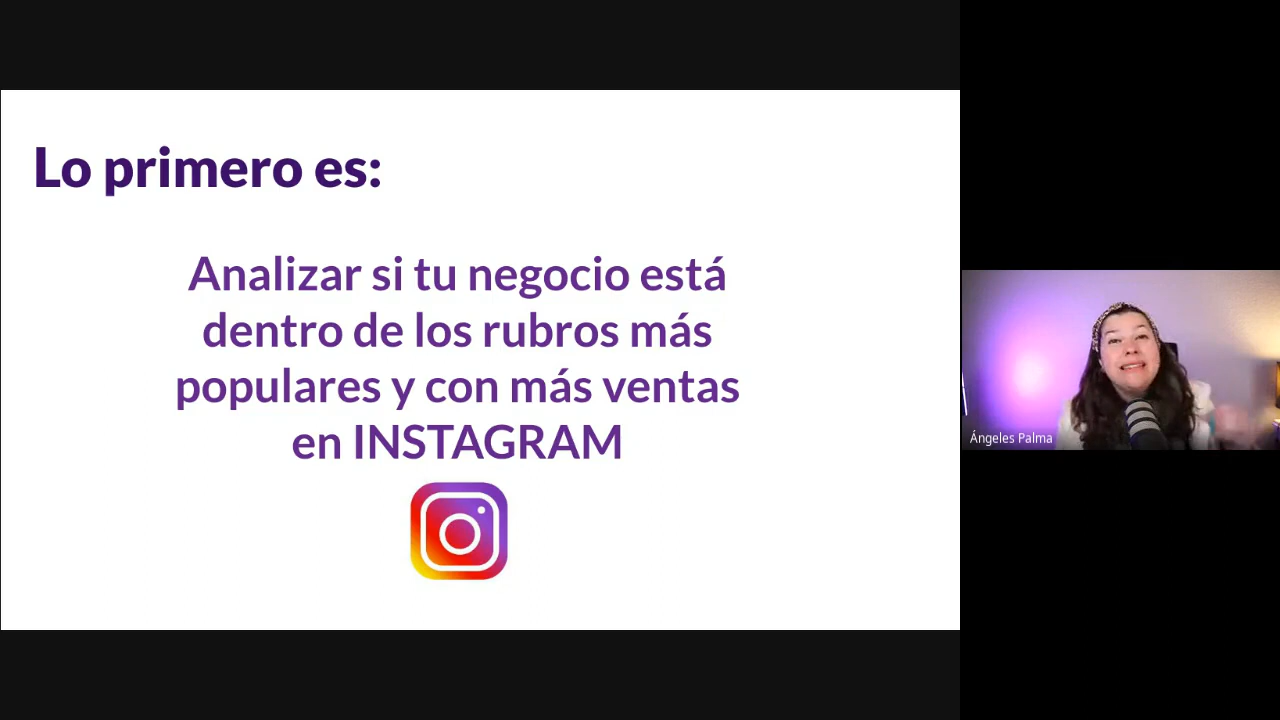 Lo primero es:
Analizar si tu negocio está
dentro de los rubros más
populares y con más ventas
en INSTAGRAM
Ángeles Palma